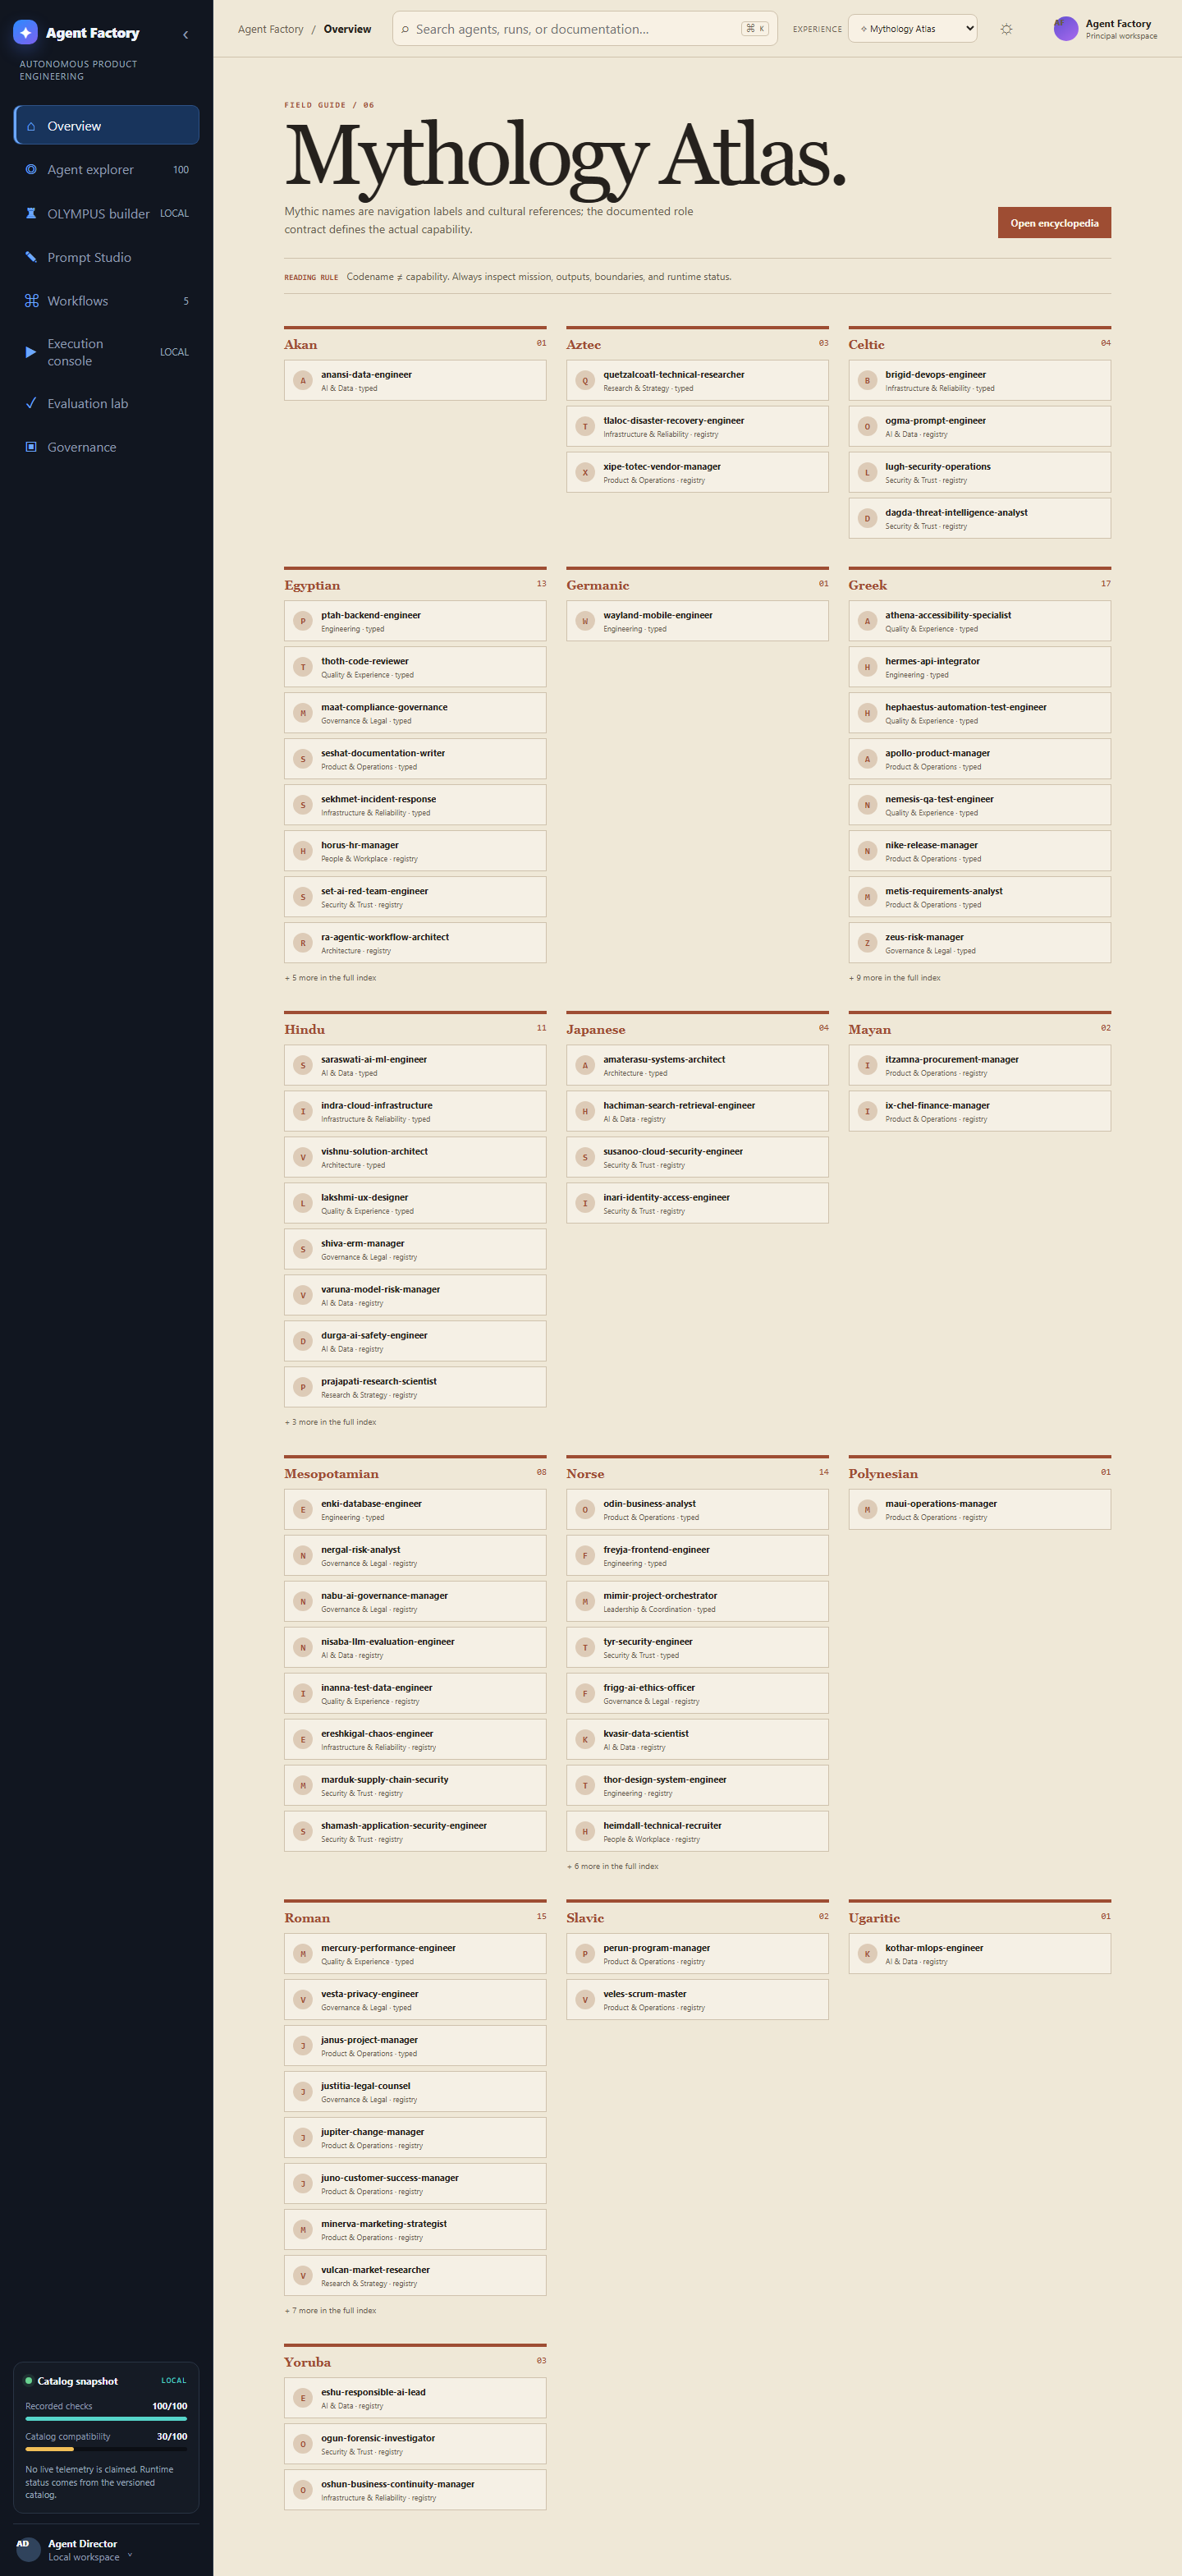 Agent Factory
AUTONOMOUS PRODUCT
ENGINEERING
Overview
Agent explorer 100
OLYMPUS builder LOCAL
Prompt Studio
Workflows 5
Execution
console LOCAL
Evaluation lab
Governance
Catalog snapshot LOCAL
Recorded checks 100/100
Catalog compatibility 30/100
No live telemetry is claimed. Runtime
status comes from the versioned
catalog.
AD
Agent Director
Local workspace
Agent Factory / Overview
Search agents, runs, or documentation... ⌘ K
EXPERIENCE
✧ Mythology Atlas
Agent Factory
Principal workspace
FIELD GUIDE / 06
Mythology Atlas.
Mythic names are navigation labels and cultural references; the documented role
contract defines the actual capability.
Open encyclopedia
READING RULE Codename ≠ capability. Always inspect mission, outputs, boundaries, and runtime status.
Akan 01
A anansi-data-engineer
AI & Data · typed
Aztec 03
Q quetzalcoatl-technical-researcher
Research & Strategy · typed
T tlaloc-disaster-recovery-engineer
Infrastructure & Reliability · registry
X xipe-totec-vendor-manager
Product & Operations · registry
Celtic 04
B brigid-devops-engineer
Infrastructure & Reliability · typed
O ogma-prompt-engineer
AI & Data · registry
L lugh-security-operations
Security & Trust · registry
D dagda-threat-intelligence-analyst
Security & Trust · registry
Egyptian 13
P ptah-backend-engineer
Engineering · typed
T thoth-code-reviewer
Quality & Experience · typed
M maat-compliance-governance
Governance & Legal · typed
S seshat-documentation-writer
Product & Operations · typed
S sekhmet-incident-response
Infrastructure & Reliability · typed
H horus-hr-manager
People & Workplace · registry
S set-ai-red-team-engineer
Security & Trust · registry
R ra-agentic-workflow-architect
Architecture · registry
+ 5 more in the full index
Germanic 01
W wayland-mobile-engineer
Engineering · typed
Greek 17
A athena-accessibility-specialist
Quality & Experience · typed
H hermes-api-integrator
Engineering · typed
H hephaestus-automation-test-engineer
Quality & Experience · typed
A apollo-product-manager
Product & Operations · typed
N nemesis-qa-test-engineer
Quality & Experience · typed
N nike-release-manager
Product & Operations · typed
M metis-requirements-analyst
Product & Operations · typed
Z zeus-risk-manager
Governance & Legal · typed
+ 9 more in the full index
Hindu 11
S saraswati-ai-ml-engineer
AI & Data · typed
I indra-cloud-infrastructure
Infrastructure & Reliability · typed
V vishnu-solution-architect
Architecture · typed
L lakshmi-ux-designer
Quality & Experience · typed
S shiva-erm-manager
Governance & Legal · registry
V varuna-model-risk-manager
AI & Data · registry
D durga-ai-safety-engineer
AI & Data · registry
P prajapati-research-scientist
Research & Strategy · registry
+ 3 more in the full index
Japanese 04
A amaterasu-systems-architect
Architecture · typed
H hachiman-search-retrieval-engineer
AI & Data · registry
S susanoo-cloud-security-engineer
Security & Trust · registry
I inari-identity-access-engineer
Security & Trust · registry
Mayan 02
I itzamna-procurement-manager
Product & Operations · registry
I ix-chel-finance-manager
Product & Operations · registry
Mesopotamian 08
E enki-database-engineer
Engineering · typed
N nergal-risk-analyst
Governance & Legal · registry
N nabu-ai-governance-manager
Governance & Legal · registry
N nisaba-llm-evaluation-engineer
AI & Data · registry
I inanna-test-data-engineer
Quality & Experience · registry
E ereshkigal-chaos-engineer
Infrastructure & Reliability · registry
M marduk-supply-chain-security
Security & Trust · registry
S shamash-application-security-engineer
Security & Trust · registry
Norse 14
O odin-business-analyst
Product & Operations · typed
F freyja-frontend-engineer
Engineering · typed
M mimir-project-orchestrator
Leadership & Coordination · typed
T tyr-security-engineer
Security & Trust · typed
F frigg-ai-ethics-officer
Governance & Legal · registry
K kvasir-data-scientist
AI & Data · registry
T thor-design-system-engineer
Engineering · registry
H heimdall-technical-recruiter
People & Workplace · registry
+ 6 more in the full index
Polynesian 01
M maui-operations-manager
Product & Operations · registry
Roman 15
M mercury-performance-engineer
Quality & Experience · typed
V vesta-privacy-engineer
Governance & Legal · typed
J janus-project-manager
Product & Operations · typed
J justitia-legal-counsel
Governance & Legal · registry
J jupiter-change-manager
Product & Operations · registry
J juno-customer-success-manager
Product & Operations · registry
M minerva-marketing-strategist
Product & Operations · registry
V vulcan-market-researcher
Research & Strategy · registry
+ 7 more in the full index
Slavic 02
P perun-program-manager
Product & Operations · registry
V veles-scrum-master
Product & Operations · registry
Ugaritic 01
K kothar-mlops-engineer
AI & Data · registry
Yoruba 03
E eshu-responsible-ai-lead
AI & Data · registry
O ogun-forensic-investigator
Security & Trust · registry
O oshun-business-continuity-manager
Infrastructure & Reliability · registry